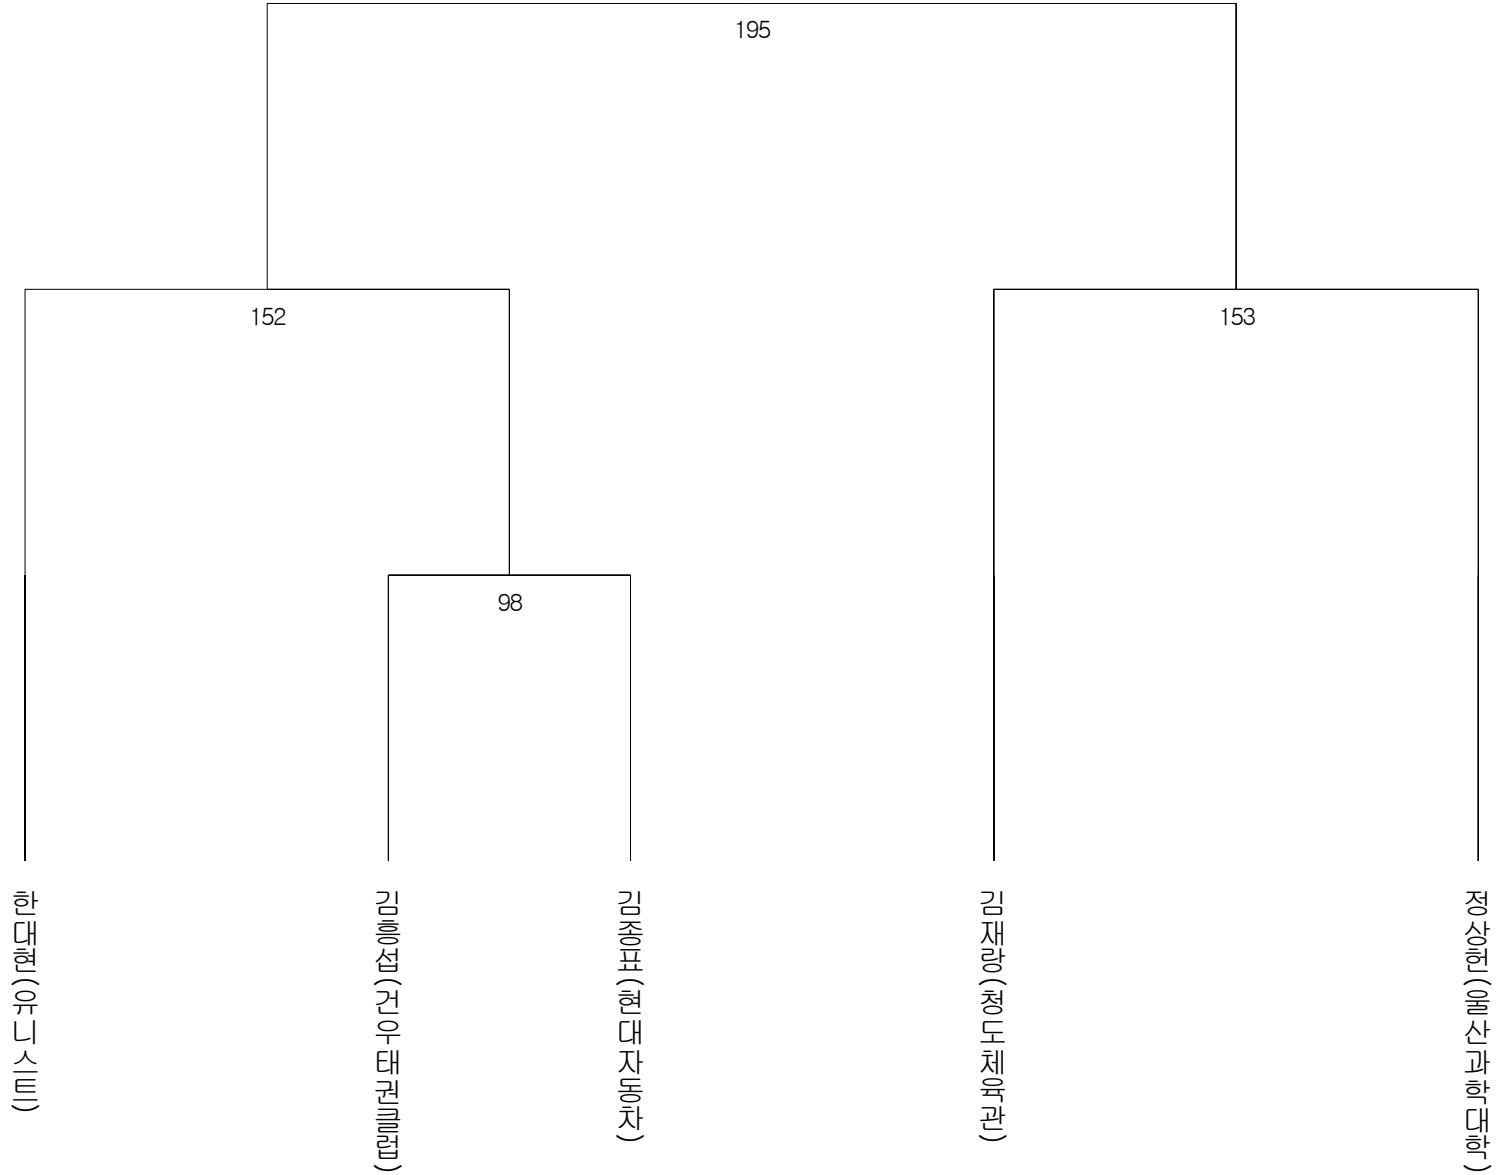 195
152
153
98
한대현(유니스트)
김흥섭(건우태권클럽)
김종표(현대자동차)
김재랑(청도체육관)
정상헌(울산과학대학)